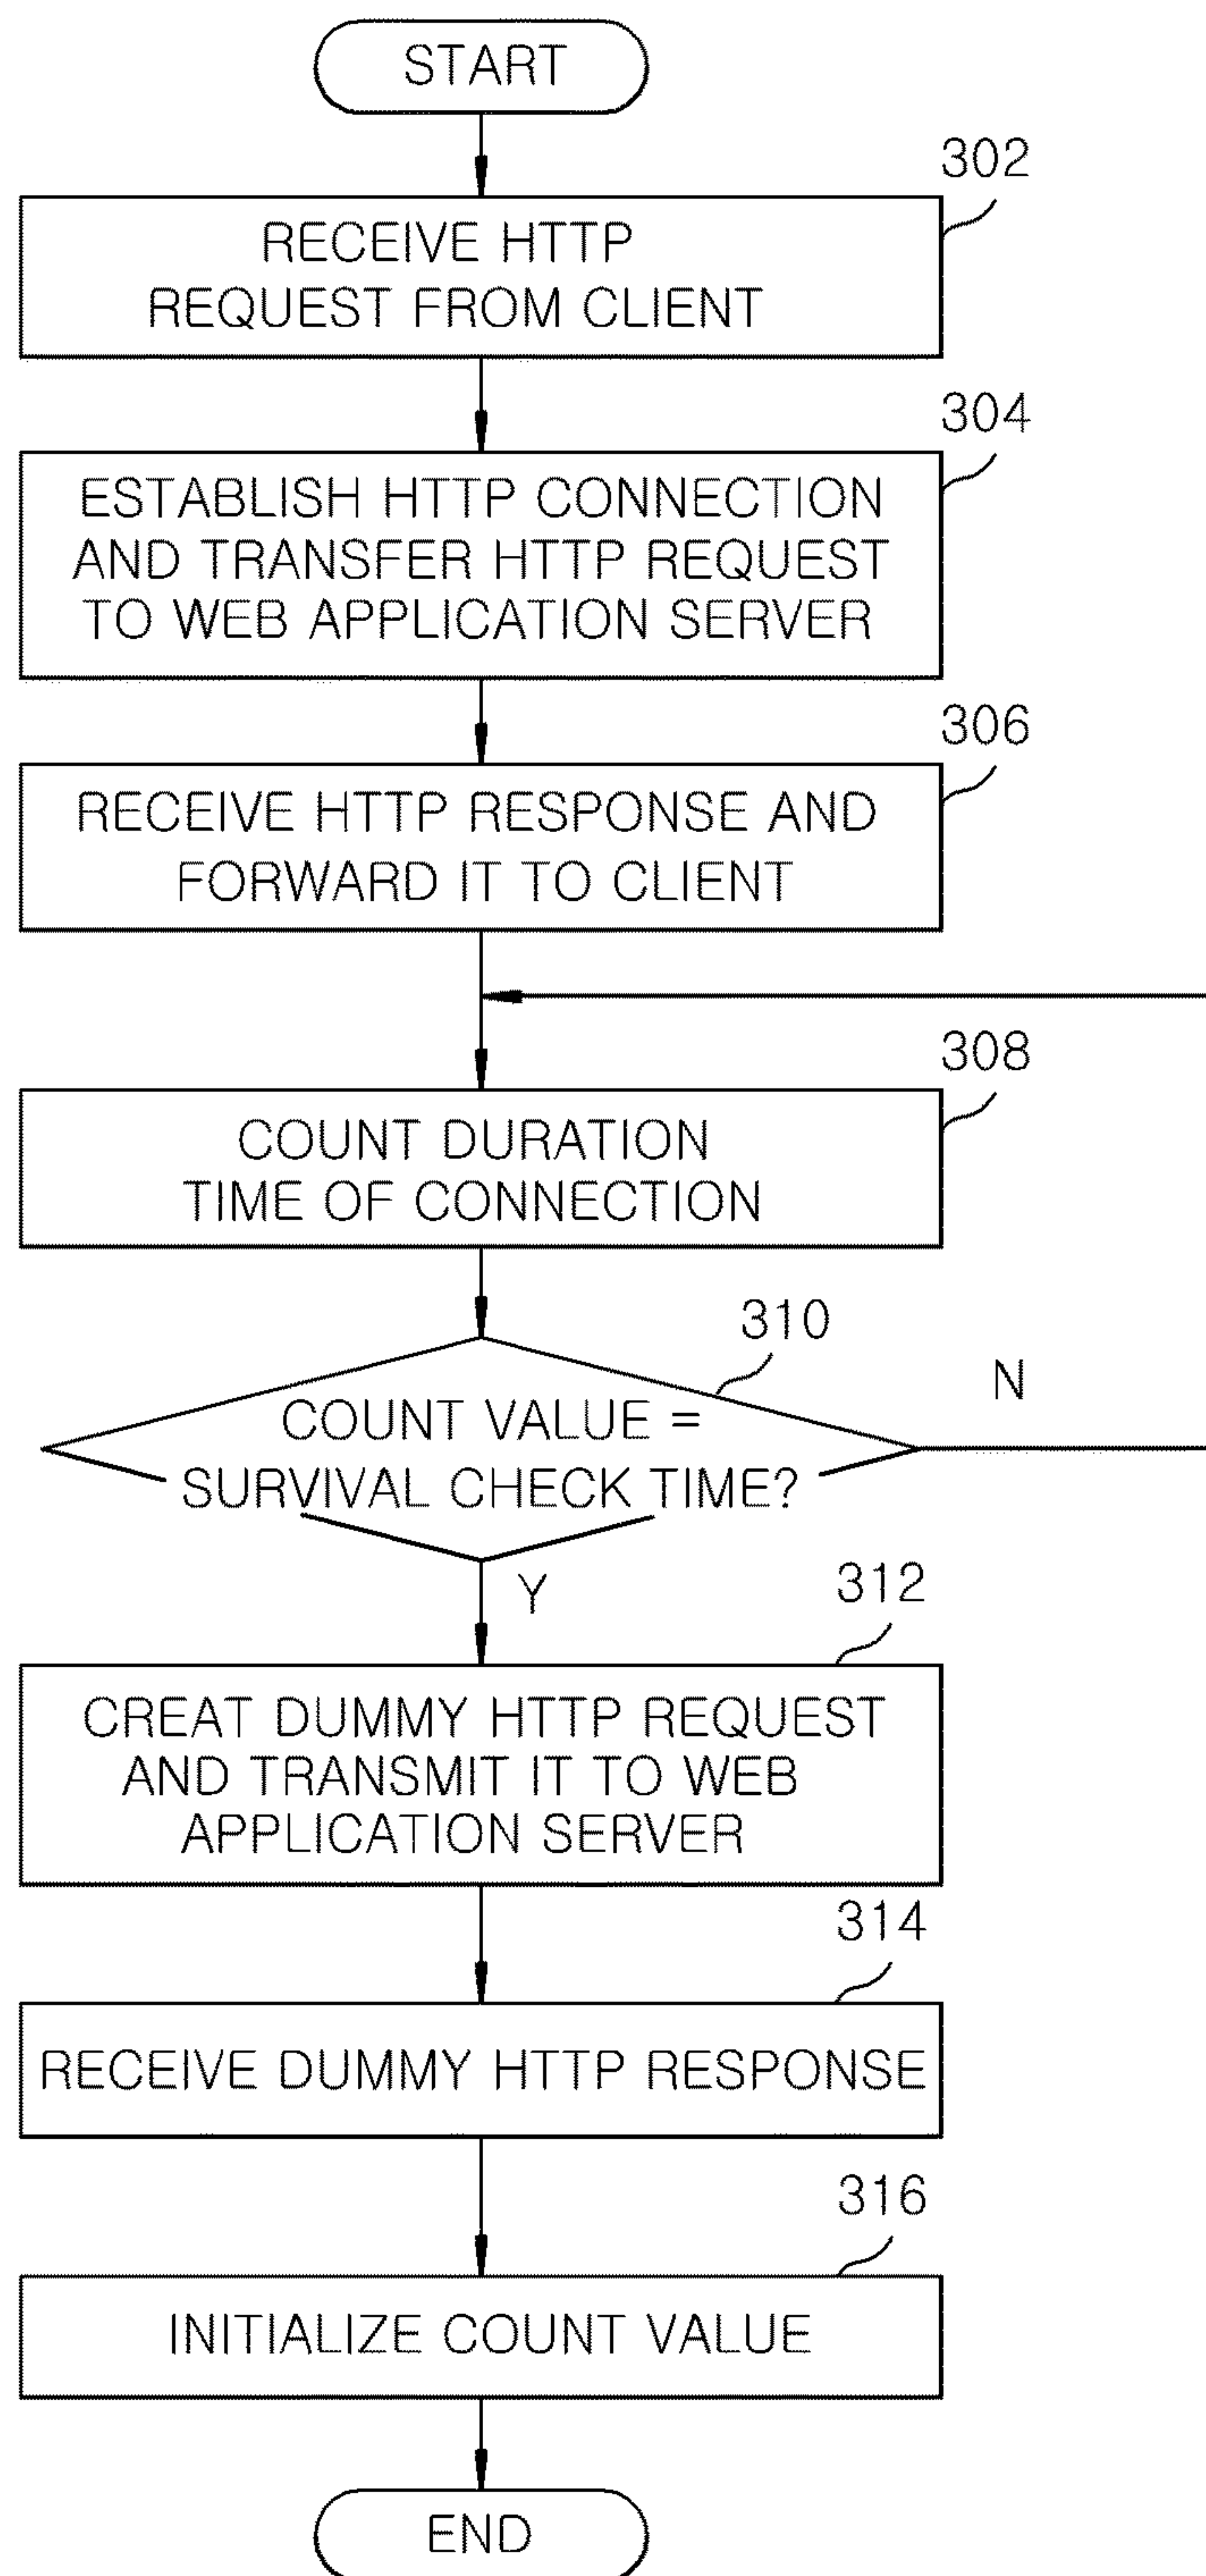 START
302
RECEIVE HTTP
REQUEST FROM CLIENT
304
ESTABLISH HTTP CONNECTION
AND TRANSFER HTTP REQUEST
TO WEB APPLICATION SERVER
306
RECEIVE HTTP RESPONSE AND
FORWARD IT TO CLIENT
308
COUNT DURATION
TIME OF CONNECTION
310
N
COUNT VALUE =
SURVIVAL CHECK TIME?
Y
312
CREAT DUMMY HTTP REQUEST
AND TRANSMIT IT TO WEB
APPLICATION SERVER
314
RECEIVE DUMMY HTTP RESPONSE
316
INITIALIZE COUNT VALUE
END